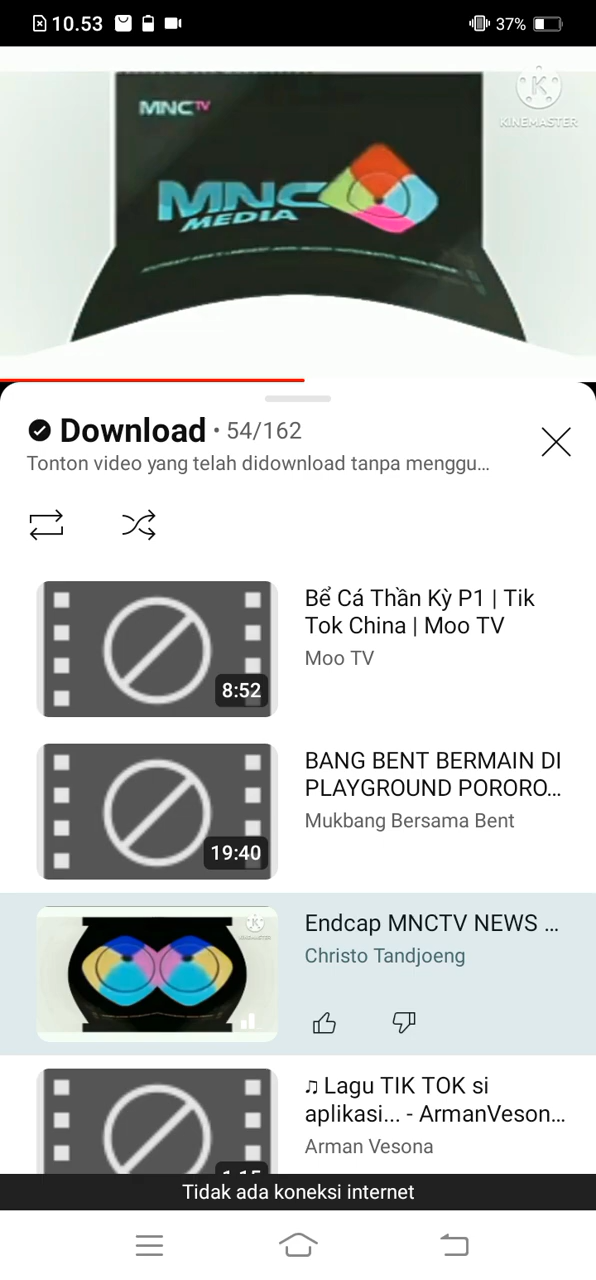 10.53
37%
MNCTV
KINEMASTER
MNC
MEDIA
Download • 54/162
Tonton video yang telah didownload tanpa menggu...
Bể Cá Thần Kỳ P1 | Tik
Tok China | Moo TV
Moo TV
8:52
BANG BENT BERMAIN DI
PLAYGROUND PORORO...
Mukbang Bersama Bent
19:40
Endcap MNCTV NEWS ...
Christo Tandjoeng
♫ Lagu TIK TOK si
aplikasi... - ArmanVeson...
Arman Vesona
Tidak ada koneksi internet